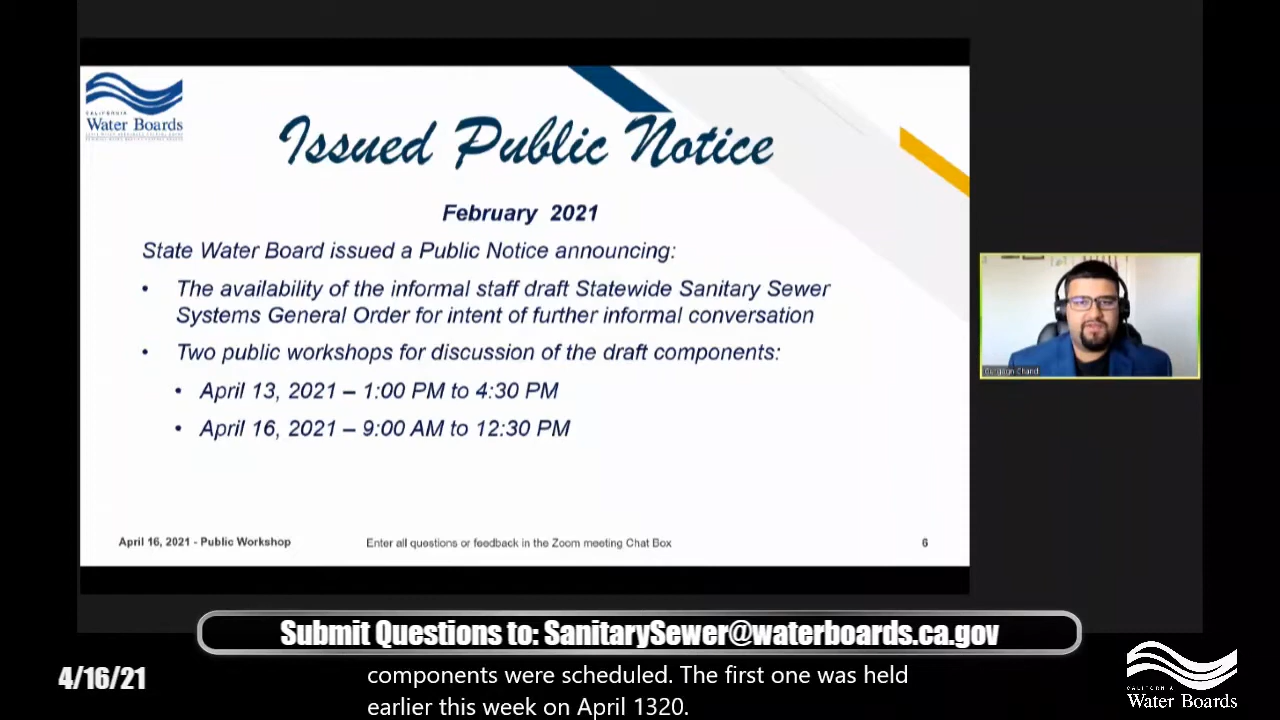 CALIFORNIA
Water Boards
Issued Public Notice
February 2021
State Water Board issued a Public Notice announcing:
• The availability of the informal staff draft Statewide Sanitary Sewer
Systems General Order for intent of further informal conversation
• Two public workshops for discussion of the draft components:
• April 13, 2021 – 1:00 PM to 4:30 PM
• April 16, 2021 – 9:00 AM to 12:30 PM
April 16, 2021 - Public Workshop
Enter all questions or feedback in the Zoom meeting Chat Box
6
Chand
Submit Questions to: SanitarySewer@waterboards.ca.gov
4/16/21
components were scheduled. The first one was held
earlier this week on April 1320.
CALIFORNIA
Water Boards